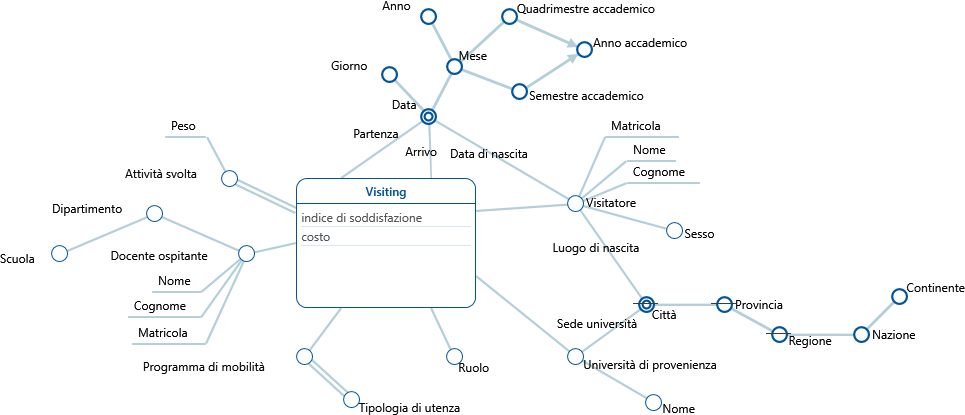 Anno
Quadrimestre accademico
Anno accademico
Mese
Giorno
Semestre accademico
Data
Peso
Partenza
Matricola
Arrivo
Data di nascita
Nome
Attività svolta
Cognome
Visiting
Visitatore
Dipartimento
indice di soddisfazione
costo
Sesso
Scuola
Docente ospitante
Luogo di nascita
Nome
Continente
Cognome
Città
Provincia
Sede università
Matricola
Regione
Nazione
Programma di mobilità
Ruolo
Università di provenienza
Tipologia di utenza
Nome